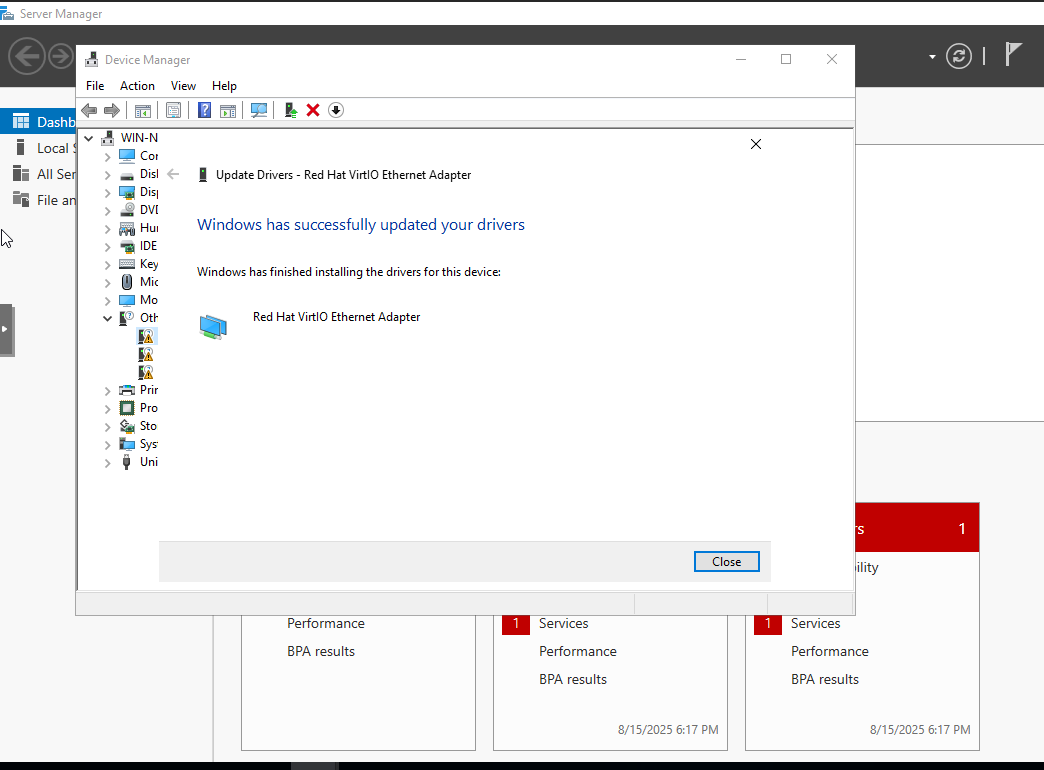 Server Manager
Device Manager
File Action View Help
Dashb
Local S
All Ser
File an
WIN-N
Cor
Disl
Disp
DVD
Hur
IDE
Key
Mic
Mo
Oth
Prin
Pro
Sto
Sys
Uni
Update Drivers - Red Hat VirtIO Ethernet Adapter
Windows has successfully updated your drivers
Windows has finished installing the drivers for this device:
Red Hat VirtIO Ethernet Adapter
Close
rs 1
ility
Performance
BPA results
1 Services
Performance
BPA results
8/15/2025 6:17 PM
1 Services
Performance
BPA results
8/15/2025 6:17 PM